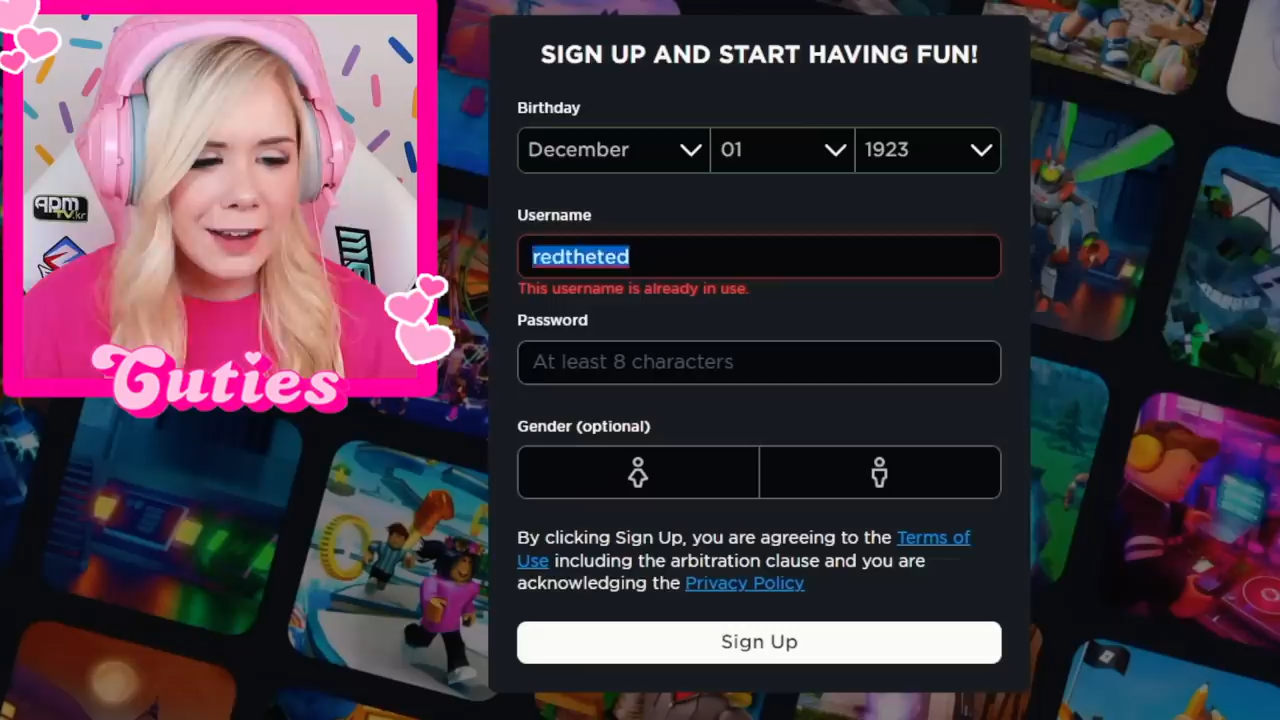 SIGN UP AND START HAVING FUN!
Birthday
December 01 1923
Username
redtheted
This username is already in use.
Password
At least 8 characters
Gender (optional)
By clicking Sign Up, you are agreeing to the Terms of
Use including the arbitration clause and you are
acknowledging the Privacy Policy
Sign Up
Cuties
TV.kr